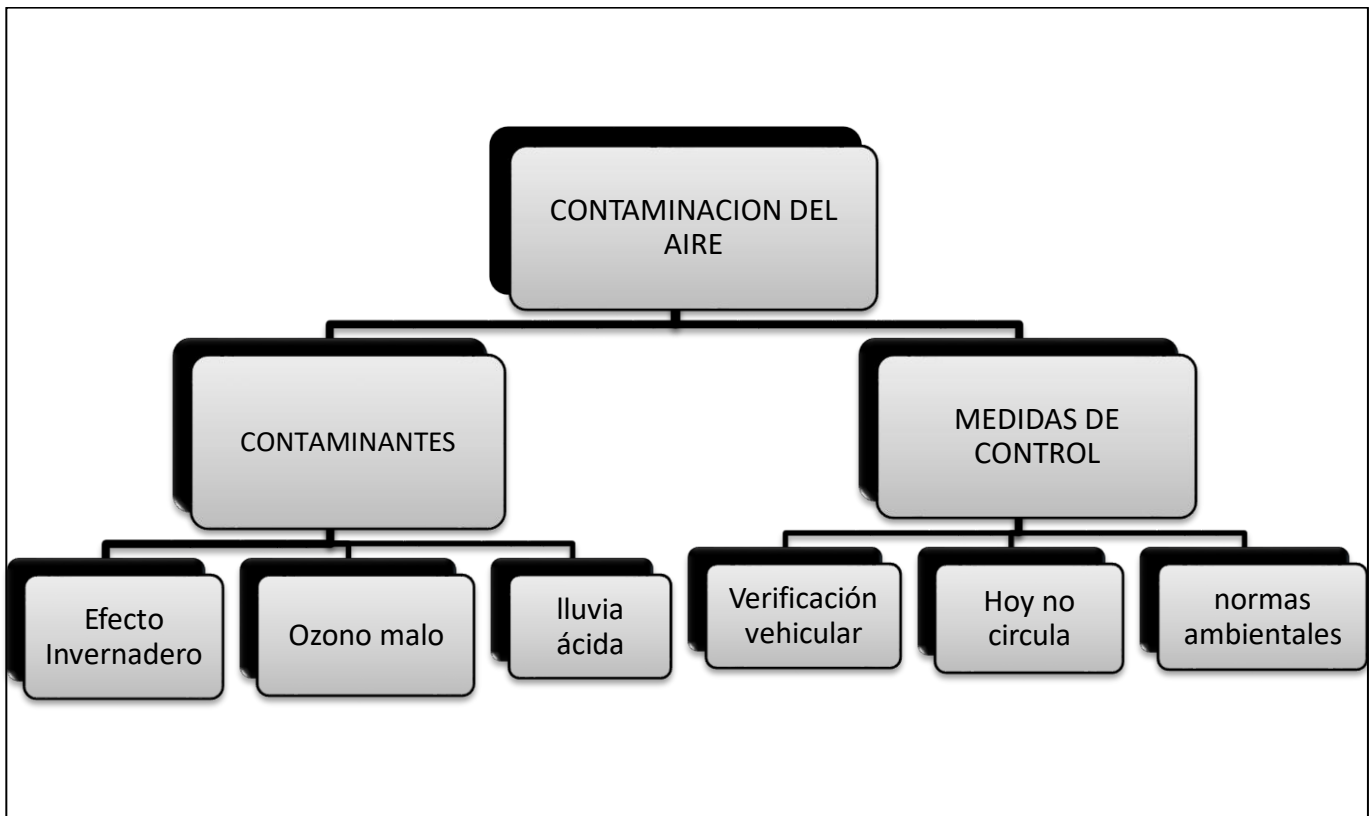 CONTAMINACION DEL
AIRE
CONTAMINANTES
MEDIDAS DE
CONTROL
Efecto
Invernadero
Ozono malo
lluvia
ácida
Verificación
vehicular
Hoy no
circula
normas
ambientales